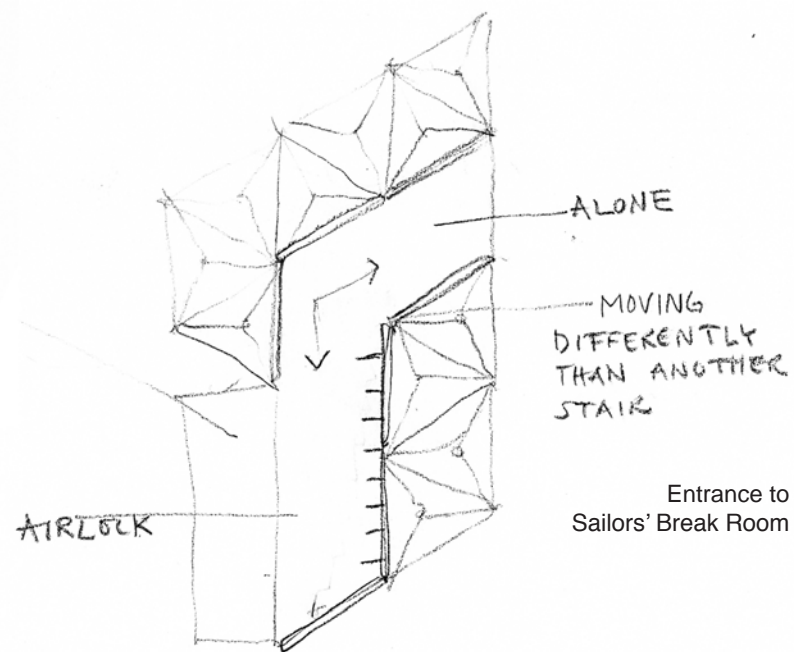 ALONE
MOVING
DIFFERENTLY
THAN ANOTHER
STAIR
Entrance to
Sailors' Break Room
AIRLOCK